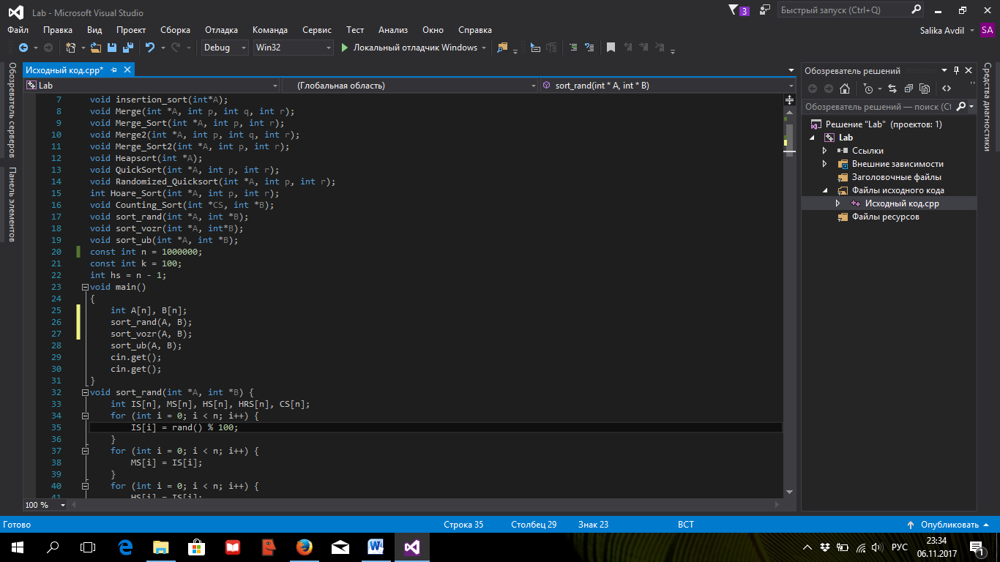 Lab - Microsoft Visual Studio
3
Быстрый запуск (Ctrl+Q)
Файл Правка Вид Проект Сборка Отладка Команда Сервис Тест Анализ Окно Справка
Salika Avdil SA
Debug Win32 Локальный отладчик Windows
Обозреватель серверов
Панель элементов
Исходный код.cpp*
Lab (Глобальная область) sort_rand(int * A, int * B)
7 void insertion_sort(int*A);
8 void Merge(int *A, int p, int q, int r);
9 void Merge_Sort(int *A, int p, int r);
10 void Merge2(int *A, int p, int q, int r);
11 void Merge_Sort2(int *A, int p, int r);
12 void Heapsort(int *A);
13 void QuickSort(int *A, int p, int r);
14 void Randomized_Quicksort(int *A, int p, int r);
15 int Hoare_Sort(int *A, int p, int r);
16 void Counting_Sort(int *CS, int *B);
17 void sort_rand(int *A, int *B);
18 void sort_vozr(int *A, int*B);
19 void sort_ub(int *A, int *B);
20 const int n = 1000000;
21 const int k = 100;
22 int hs = n - 1;
23 void main()
24 {
25 int A[n], B[n];
26 sort_rand(A, B);
27 sort_vozr(A, B);
28 sort_ub(A, B);
29 cin.get();
30 cin.get();
31 }
32 void sort_rand(int *A, int *B) {
33 int IS[n], MS[n], HS[n], HRS[n], CS[n];
34 for (int i = 0; i < n; i++) {
35 IS[i] = rand() % 100;
36 }
37 for (int i = 0; i < n; i++) {
38 MS[i] = IS[i];
39 }
40 for (int i = 0; i < n; i++) {
41 HS[i] = IS[i];
100 %
Обозреватель решений
Обозреватель решений — поиск (Ct
Решение "Lab" (проектов: 1)
Lab
Ссылки
Внешние зависимости
Заголовочные файлы
Файлы исходного кода
Исходный код.cpp
Файлы ресурсов
Средства диагностики
Готово Строка 35 Столбец 29 Знак 23 ВСТ Опубликовать
РУС
23:34
06.11.2017
1